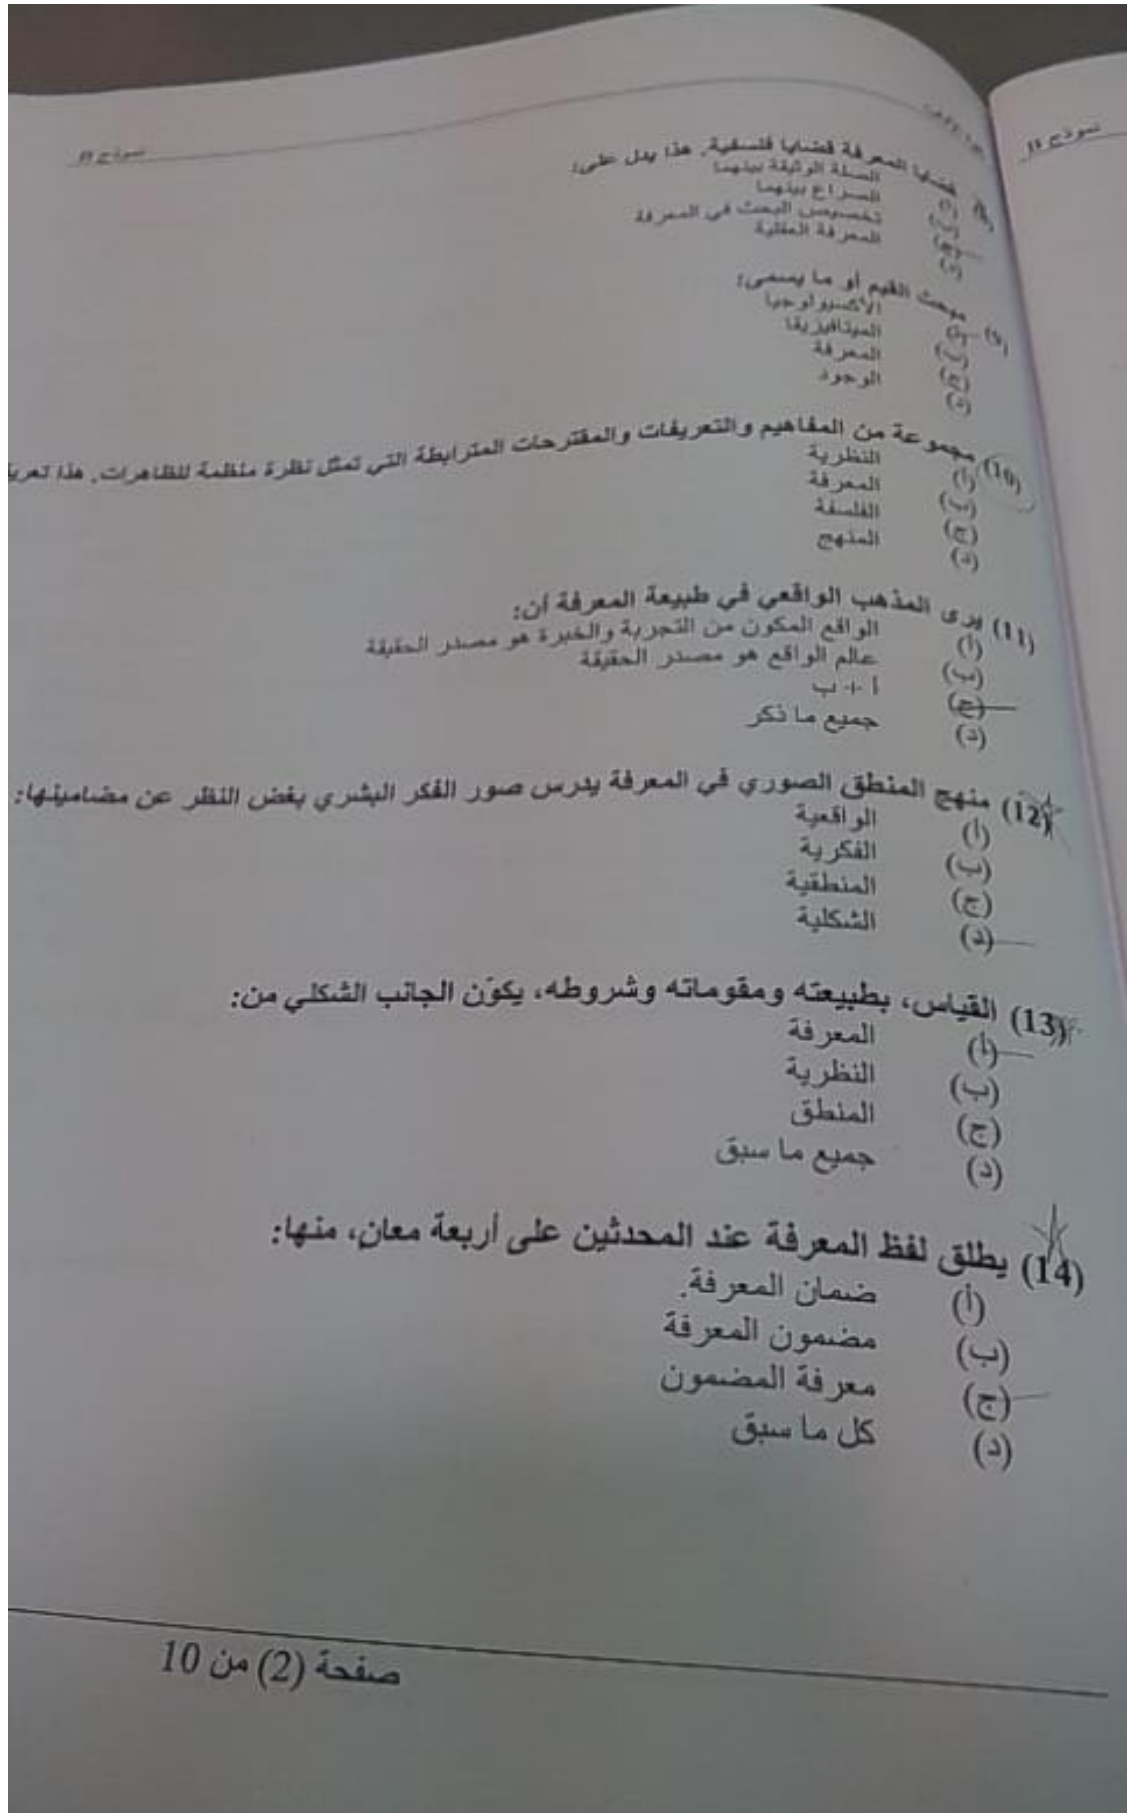 نموذج B
نموذج B
قضايا المعرفة قضايا فلسفية. هذا يدل على:
(أ) الصلة الوثيقة بينهما
(ب) الصراع بينهما
(ج) تخصيص البحث في المعرفة
(د) المعرفة العقلية
(9) مبحث القيم أو ما يسمى:
(أ) الأكسيولوجيا
(ب) الميتافيزيقا
(ج) المعرفة
(د) الوجود
(10) مجموعة من المفاهيم والتعريفات والمقترحات المترابطة التي تمثل نظرة منظمة للظاهرات. هذا
(أ) النظرية
(ب) المعرفة
(ج) الفلسفة
(د) المنهج
(11) يرى المذهب الواقعي في طبيعة المعرفة أن:
(أ) الواقع المكون من التجربة والخبرة هو مصدر الحقيقة
(ب) عالم الواقع هو مصدر الحقيقة
(ج) أ + ب
(د) جميع ما ذكر
(12) منهج المنطق الصوري في المعرفة يدرس صور الفكر البشري بغض النظر عن مضامينها:
(أ) الواقعية
(ب) الفكرية
(ج) المنطقية
(د) الشكلية
(13) القياس، بطبيعته ومقوماته وشروطه، يكوّن الجانب الشكلي من:
(أ) المعرفة
(ب) النظرية
(ج) المنطق
(د) جميع ما سبق
(14) يطلق لفظ المعرفة عند المحدثين على أربعة معانٍ، منها:
(أ) ضمان المعرفة.
(ب) مضمون المعرفة
(ج) معرفة المضمون
(د) كل ما سبق
صفحة (2) من 10